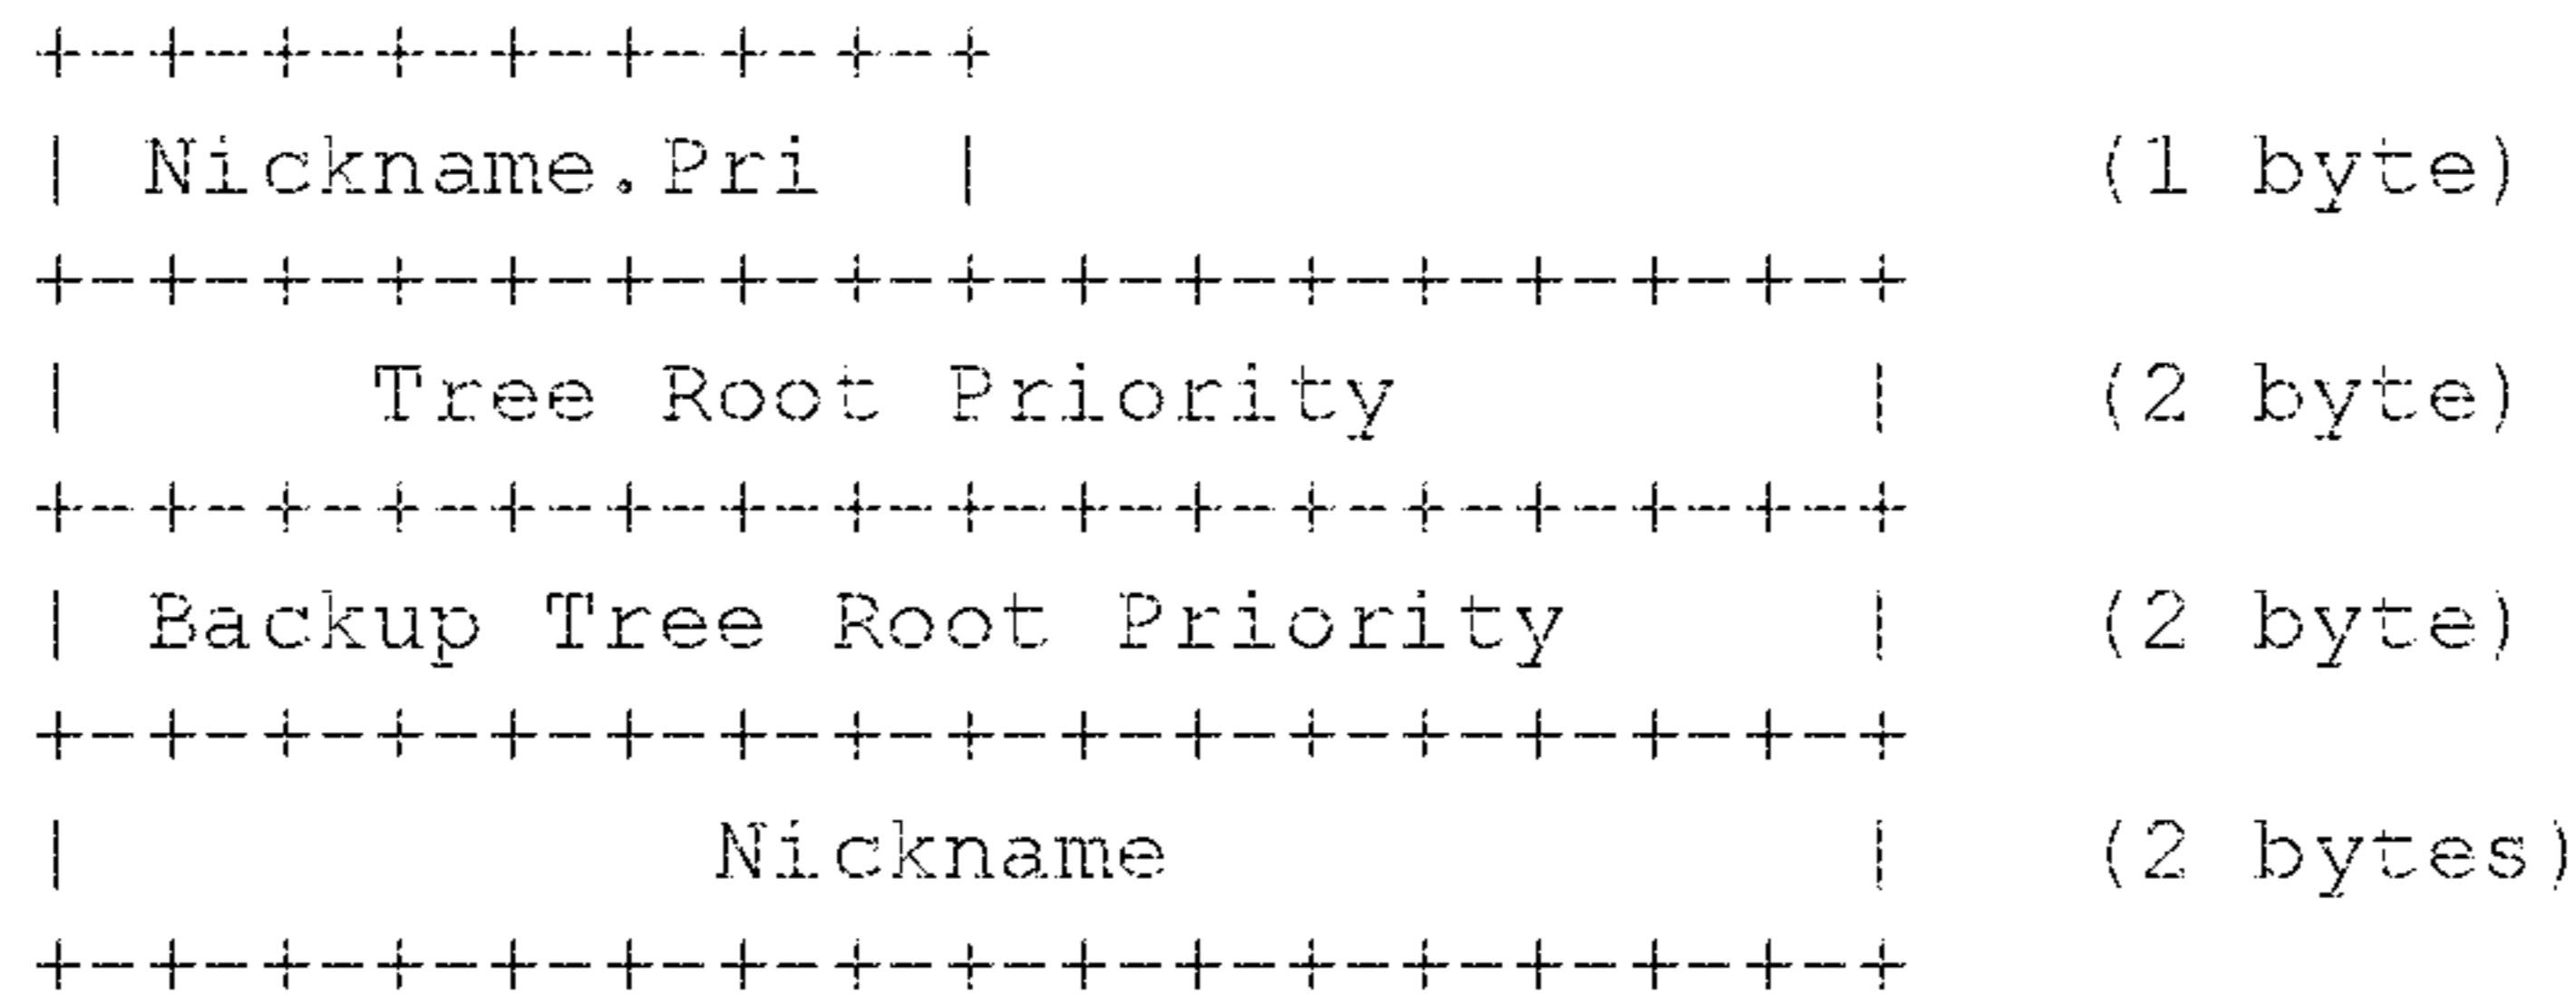 +-+-+-+-+-+-+-+-+
| Nickname.Pri  |                    (1 byte)
+-+-+-+-+-+-+-+-+-+-+-+-+-+-+-+-+
|     Tree Root Priority        |   (2 byte)
+-+-+-+-+-+-+-+-+-+-+-+-+-+-+-+-+
| Backup Tree Root Priority     |   (2 byte)
+-+-+-+-+-+-+-+-+-+-+-+-+-+-+-+-+
|           Nickname            |   (2 bytes)
+-+-+-+-+-+-+-+-+-+-+-+-+-+-+-+-+